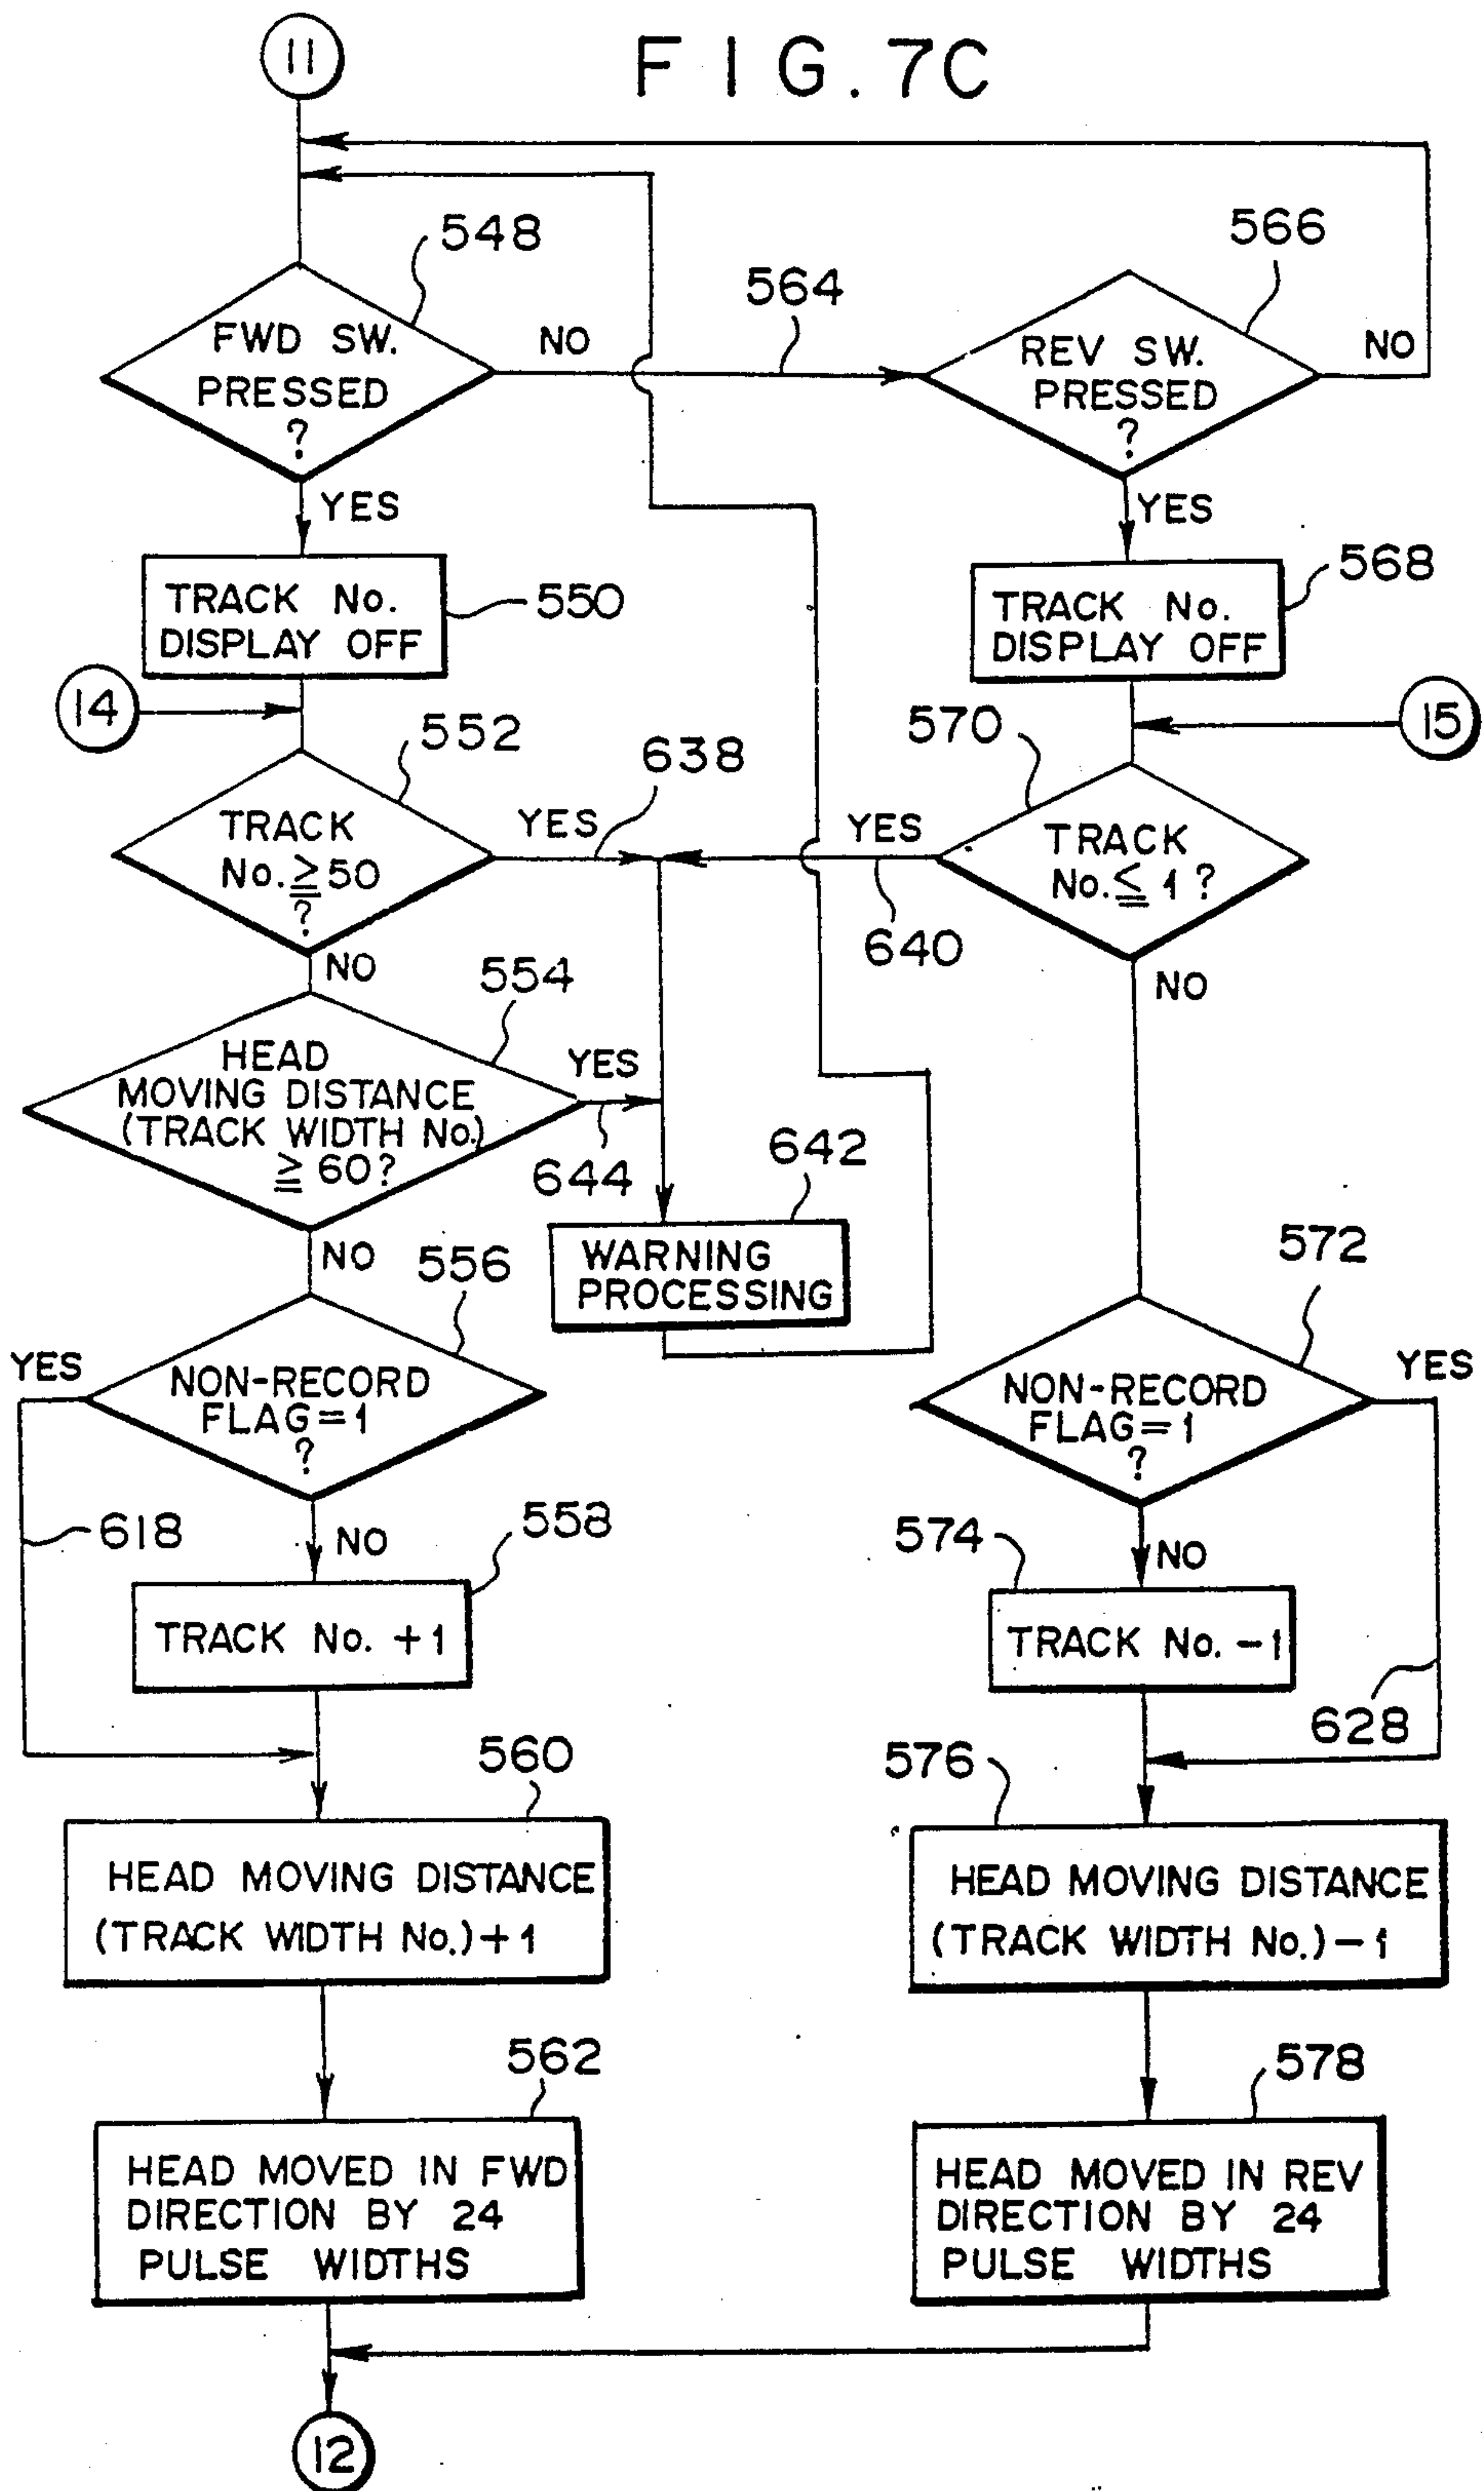 11
FIG. 7C
548
FWD SW.
PRESSED
?
NO
564
566
REV SW.
PRESSED
?
NO
YES
YES
TRACK No.
DISPLAY OFF
550
TRACK No.
DISPLAY OFF
568
14
15
552
TRACK
No. ≧ 50
?
YES
638
570
TRACK
No. ≦ 1 ?
YES
640
NO
NO
554
HEAD
MOVING DISTANCE
(TRACK WIDTH No.)
≧ 60?
YES
644
642
WARNING
PROCESSING
NO
556
NON-RECORD
FLAG=1
?
YES
618
572
NON-RECORD
FLAG=1
?
YES
628
NO
558
TRACK No. +1
NO
574
TRACK No. −1
560
HEAD MOVING DISTANCE
(TRACK WIDTH No.)+1
576
HEAD MOVING DISTANCE
(TRACK WIDTH No.)−1
562
HEAD MOVED IN FWD
DIRECTION BY 24
PULSE WIDTHS
578
HEAD MOVED IN REV
DIRECTION BY 24
PULSE WIDTHS
12